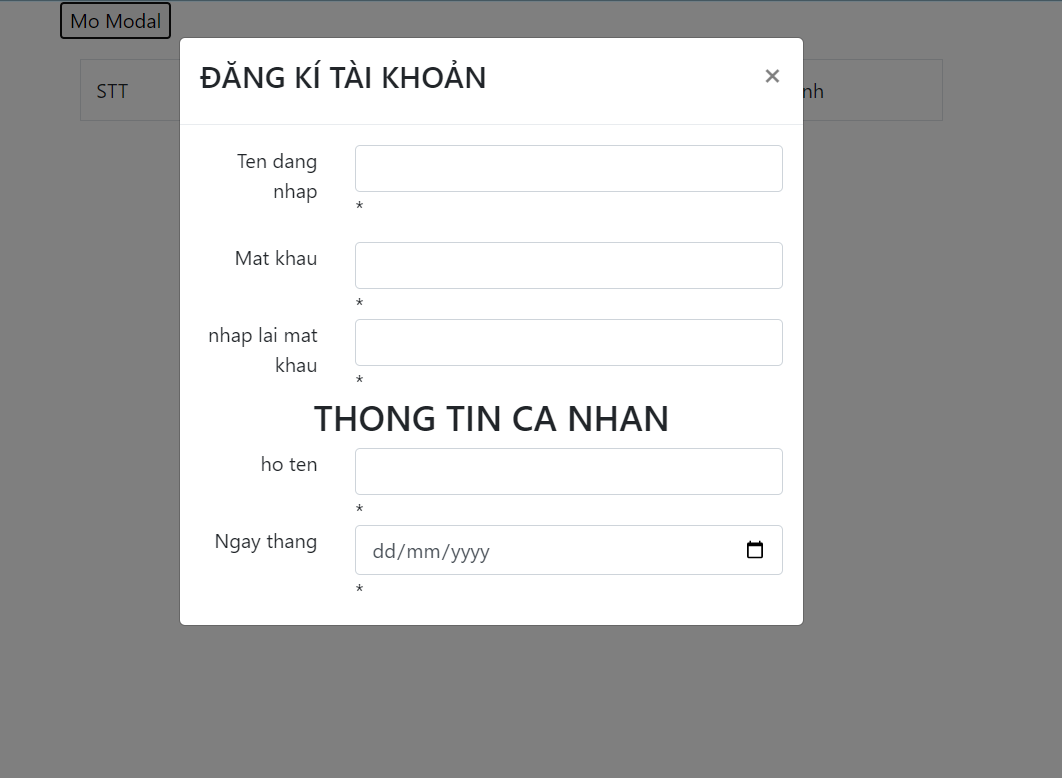 Mo Modal
ĐĂNG KÍ TÀI KHOẢN ×
STT
nh
Ten dang
nhap
*
Mat khau
*
nhap lai mat
khau
*
THONG TIN CA NHAN
ho ten
*
Ngay thang
dd/mm/yyyy
*